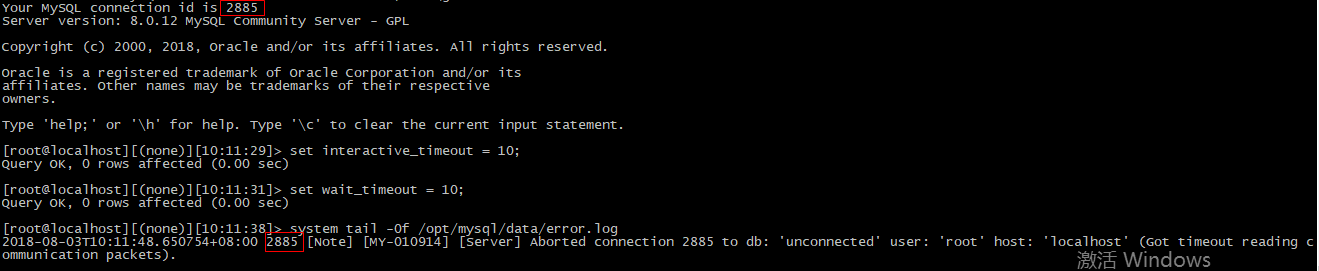 Your MySQL connection id is 2885
Server version: 8.0.12 MySQL Community Server - GPL
Copyright (c) 2000, 2018, Oracle and/or its affiliates. All rights reserved.
Oracle is a registered trademark of Oracle Corporation and/or its
affiliates. Other names may be trademarks of their respective
owners.
Type 'help;' or '\h' for help. Type '\c' to clear the current input statement.
[root@localhost][(none)][10:11:29]> set interactive_timeout = 10;
Query OK, 0 rows affected (0.00 sec)
[root@localhost][(none)][10:11:31]> set wait_timeout = 10;
Query OK, 0 rows affected (0.00 sec)
[root@localhost][(none)][10:11:38]> system tail -0f /opt/mysql/data/error.log
2018-08-03T10:11:48.650754+08:00 2885 [Note] [MY-010914] [Server] Aborted connection 2885 to db: 'unconnected' user: 'root' host: 'localhost' (Got timeout reading c
ommunication packets).
激活 Windows